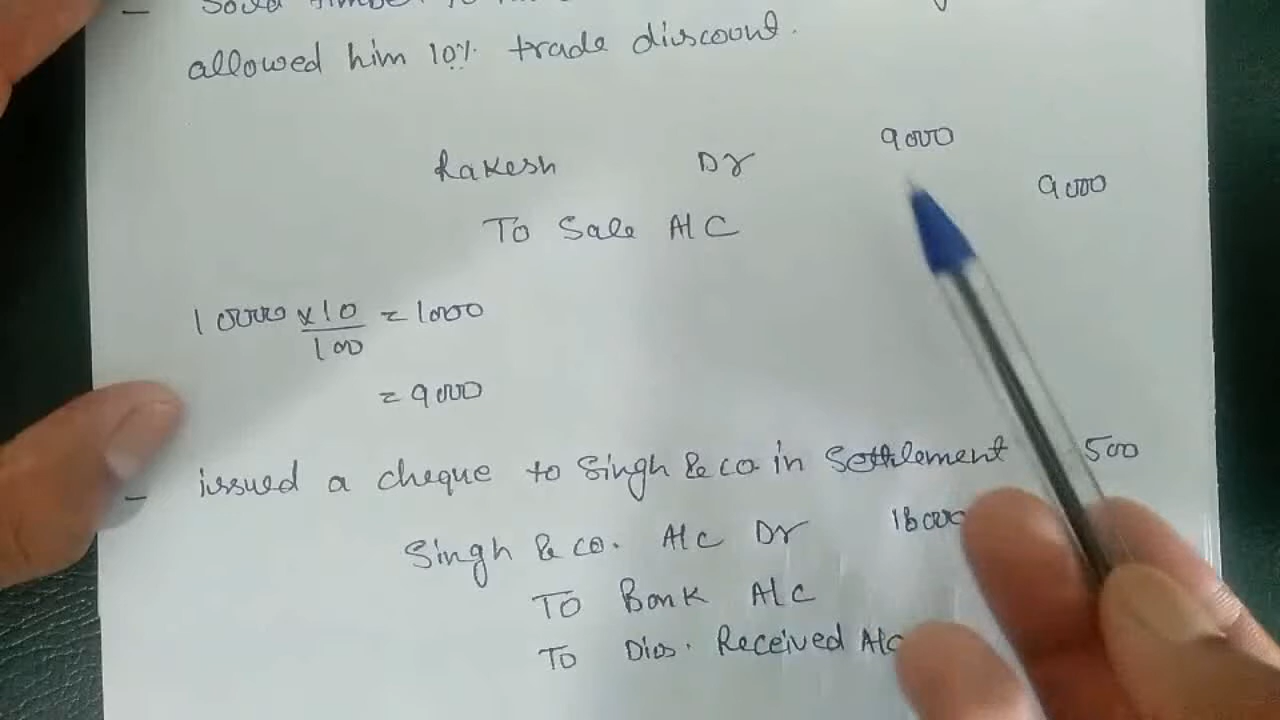 allowed him 10% trade discount.
Rakesh Dr 9000
9000
To Sale A/C
10000 x 10 = 1000
100
= 9000
- issued a cheque to Singh & co in Settlement 500
Singh & co. A/c Dr 18000
To Bank A/c
To Dis. Received A/c